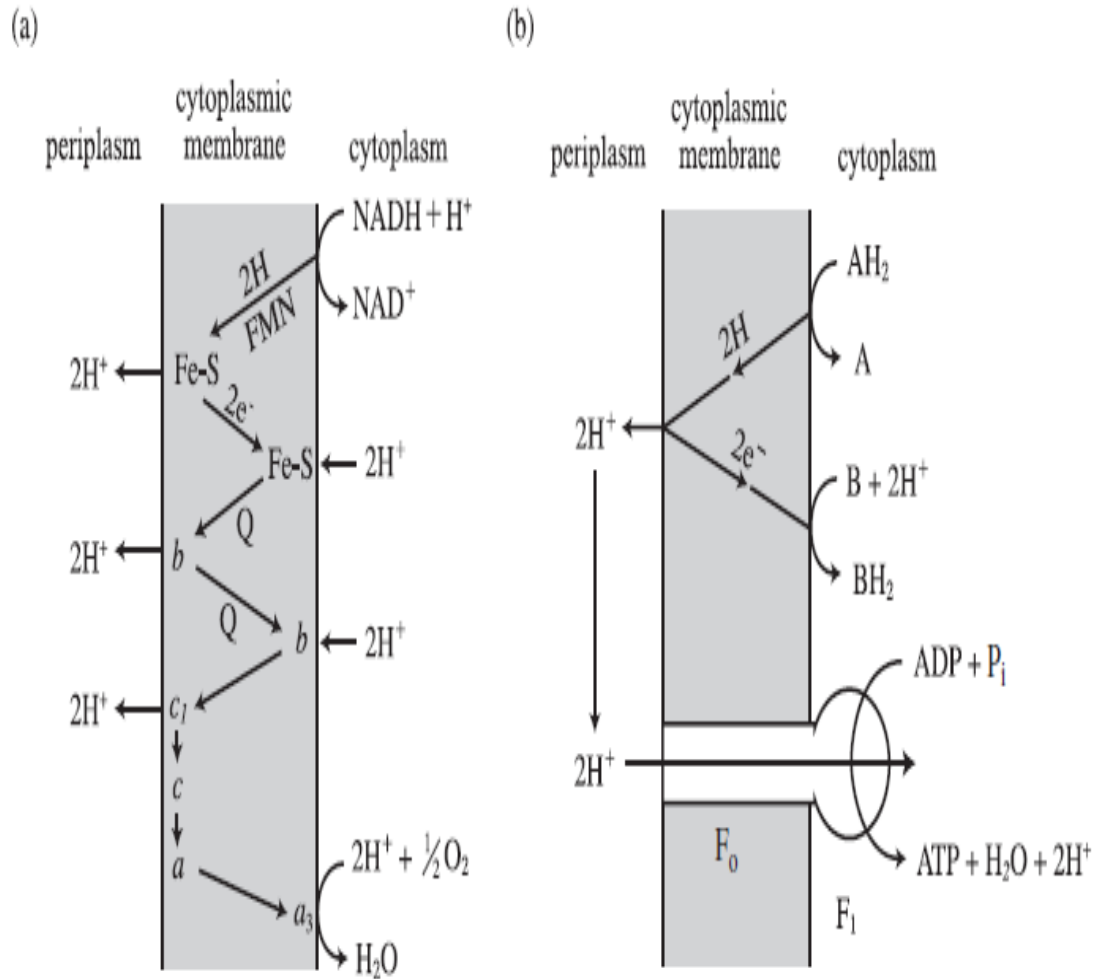 (a)
periplasm
cytoplasmic
membrane
cytoplasm
NADH + H⁺
2H
FMN
NAD⁺
2H⁺
Fe-S
2e⁻
Fe-S
2H⁺
Q
2H⁺
b
Q
b
2H⁺
2H⁺
c₁
c
a
2H⁺ + ½O₂
a₃
H₂O
(b)
periplasm
cytoplasmic
membrane
cytoplasm
AH₂
2H
A
2H⁺
2e⁻
B + 2H⁺
BH₂
ADP + Pᵢ
2H⁺
F₀
ATP + H₂O + 2H⁺
F₁